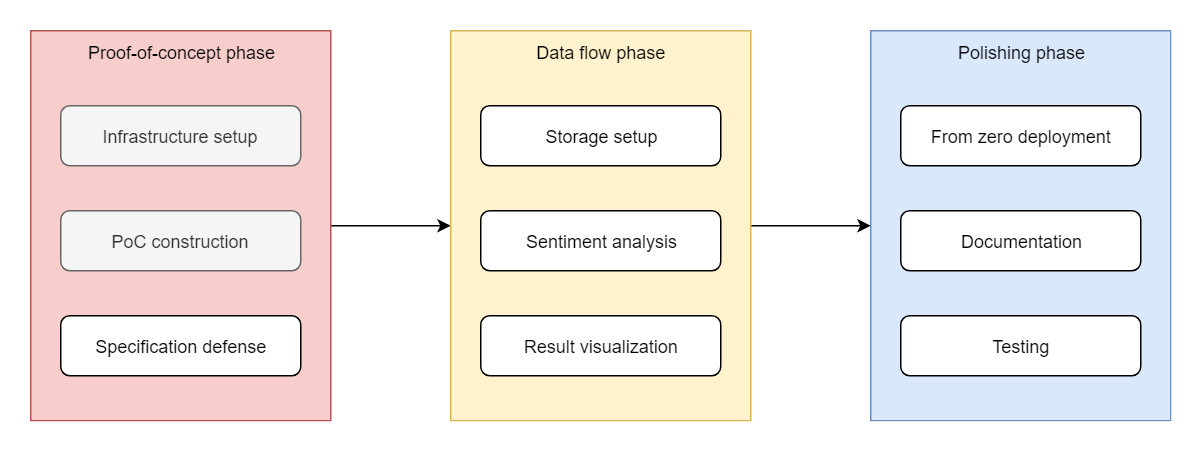 Proof-of-concept phase
Infrastructure setup
PoC construction
Specification defense
Data flow phase
Storage setup
Sentiment analysis
Result visualization
Polishing phase
From zero deployment
Documentation
Testing